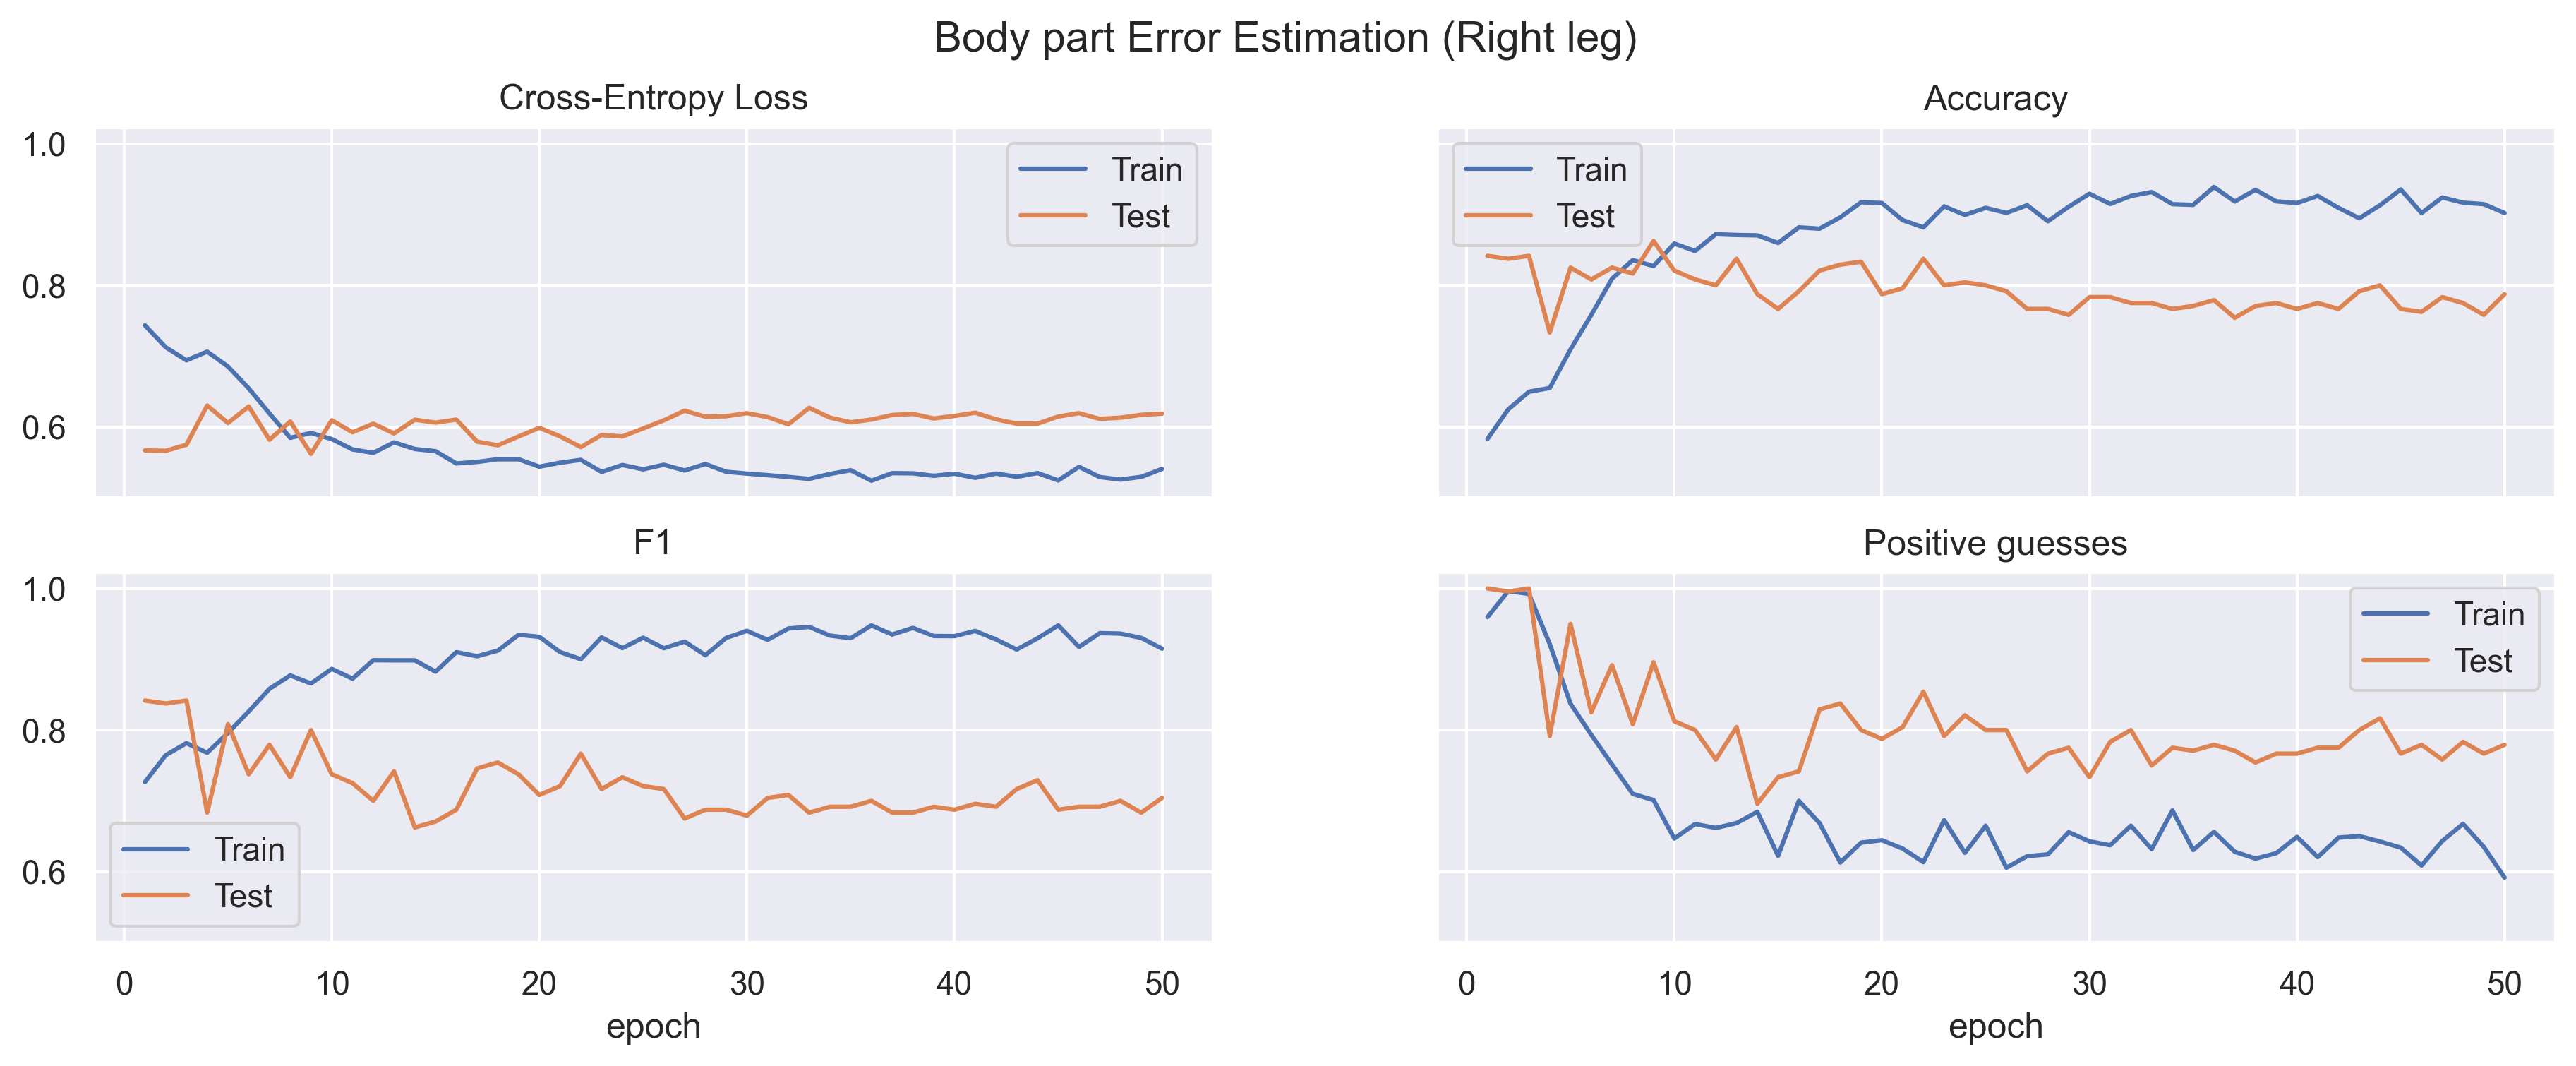 Body part Error Estimation (Right leg)
Cross-Entropy Loss
1.0
0.8
0.6
Train
Test
Accuracy
Train
Test
F1
1.0
0.8
0.6
Train
Test
0 10 20 30 40 50
epoch
Positive guesses
Train
Test
0 10 20 30 40 50
epoch